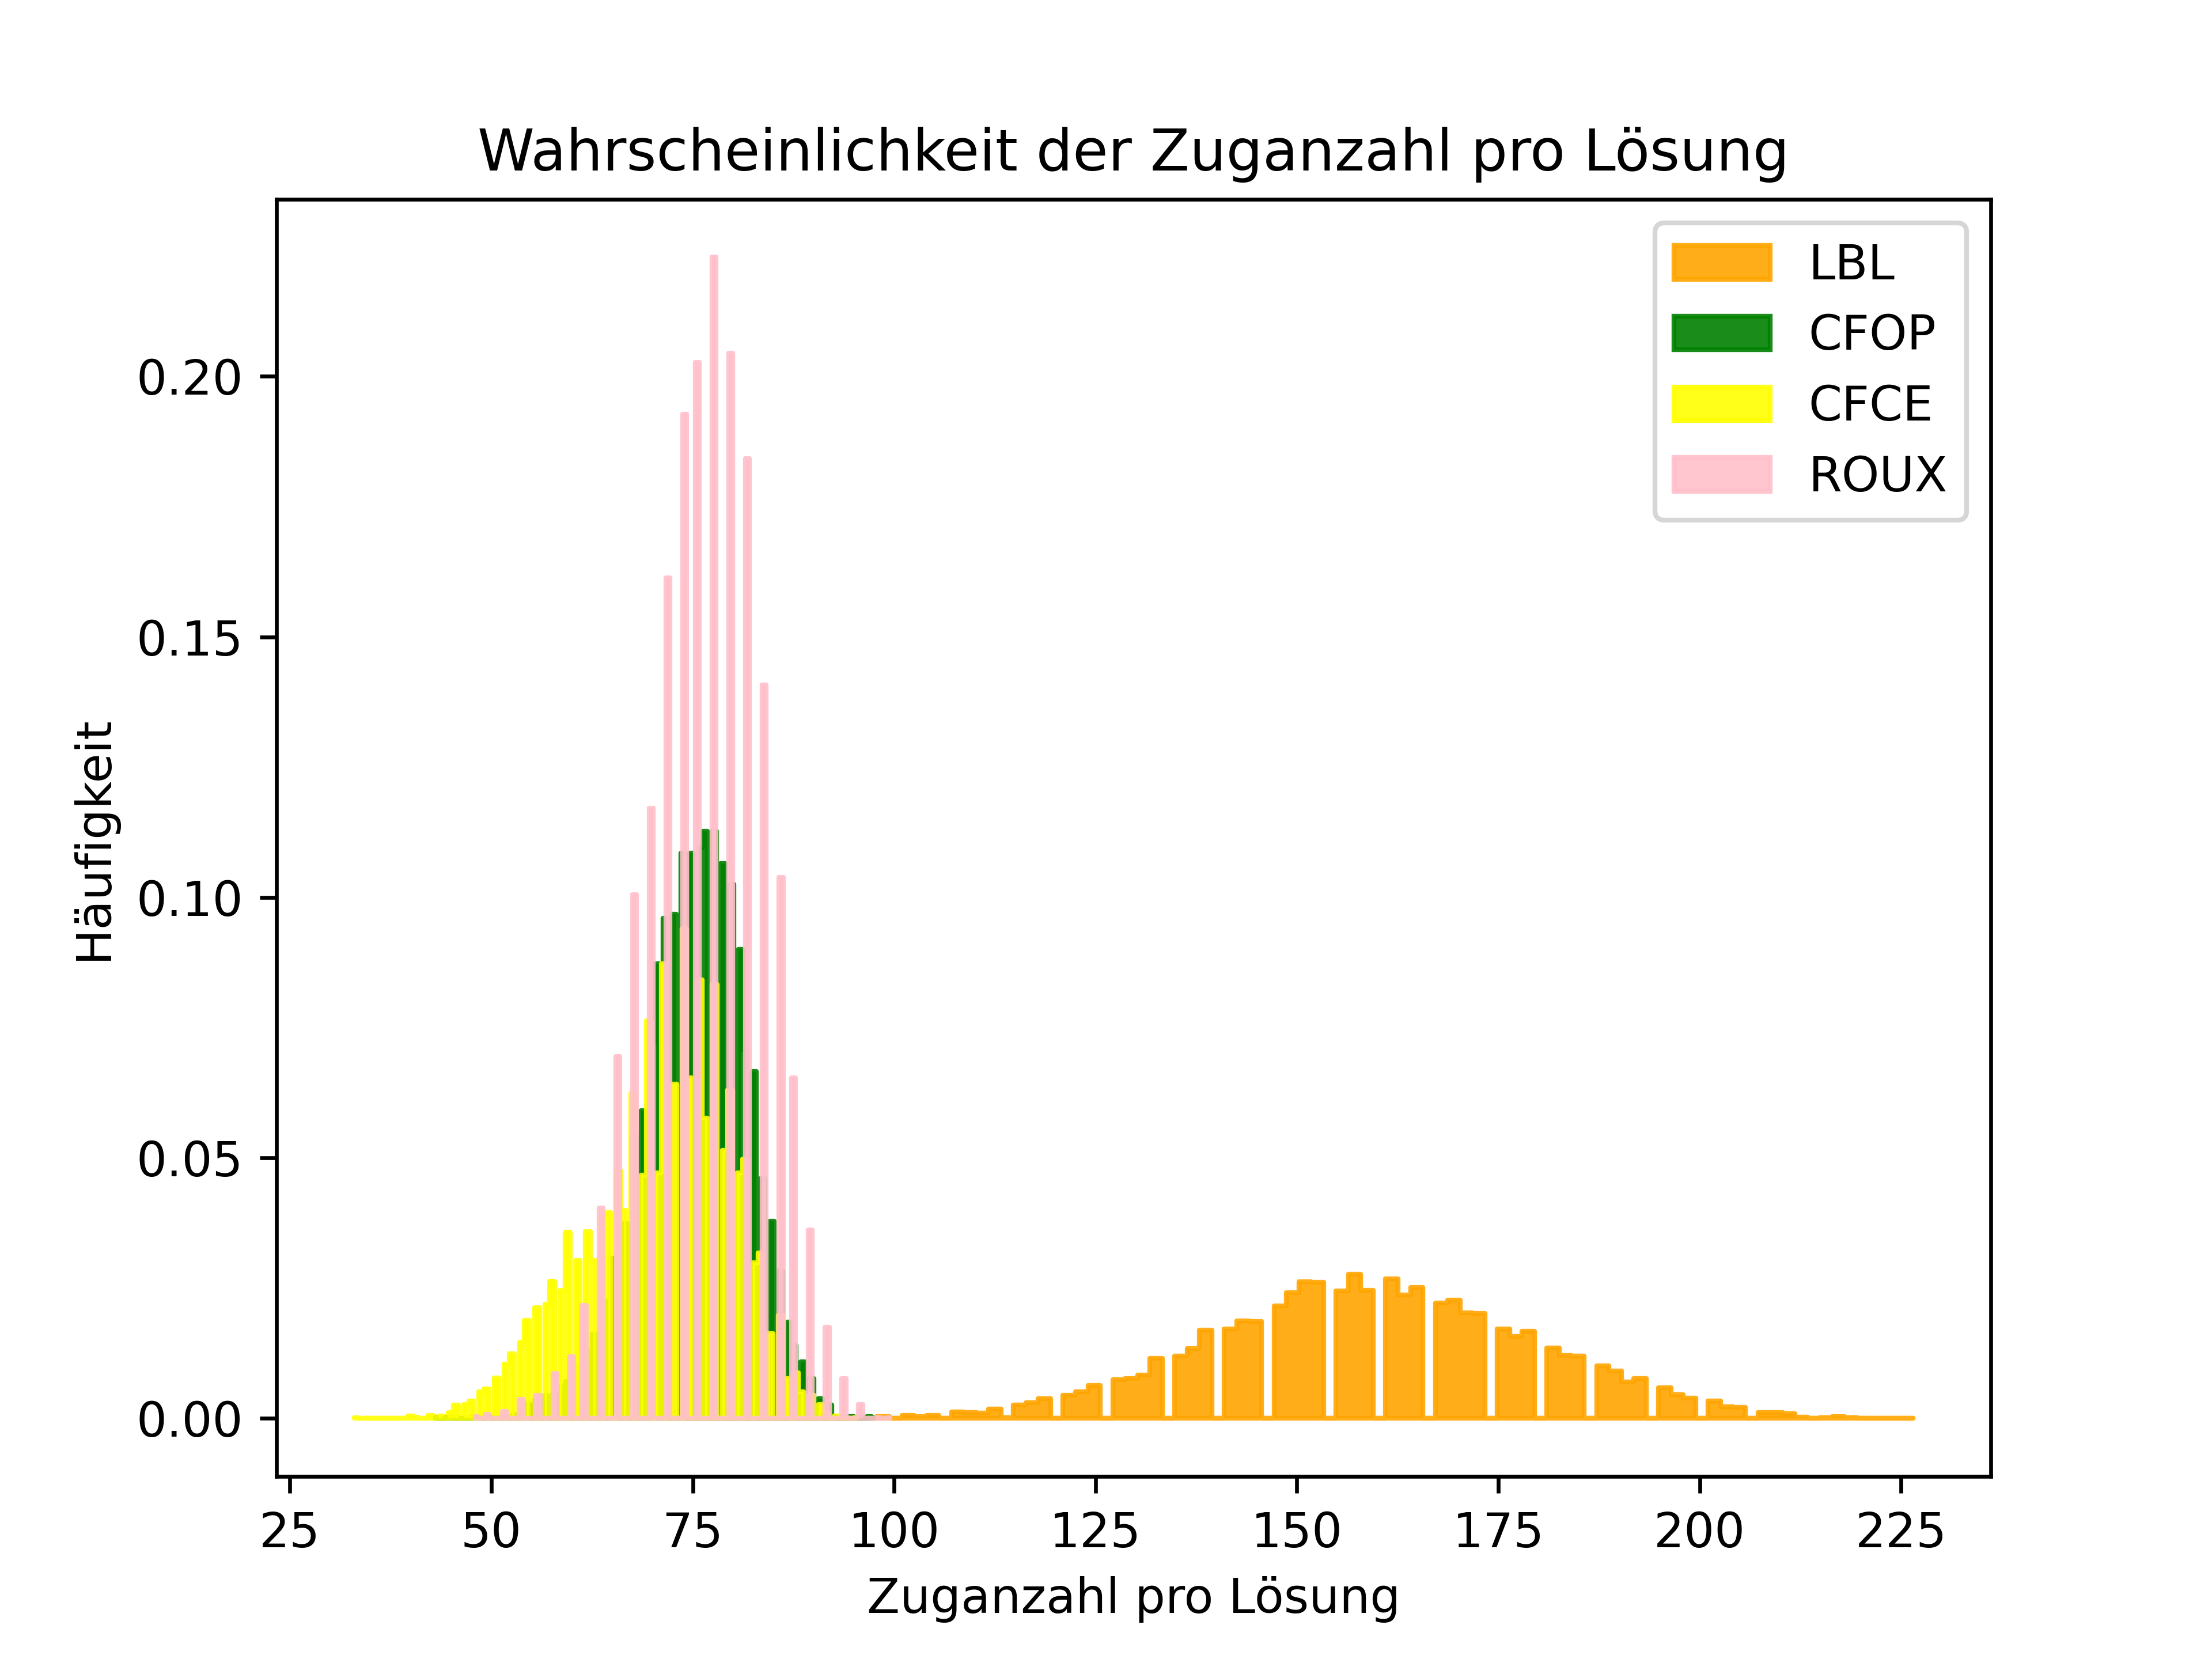 Wahrscheinlichkeit der Zuganzahl pro Lösung
LBL
CFOP
CFCE
ROUX
0.20
0.15
0.10
0.05
0.00
Häufigkeit
25 50 75 100 125 150 175 200 225
Zuganzahl pro Lösung